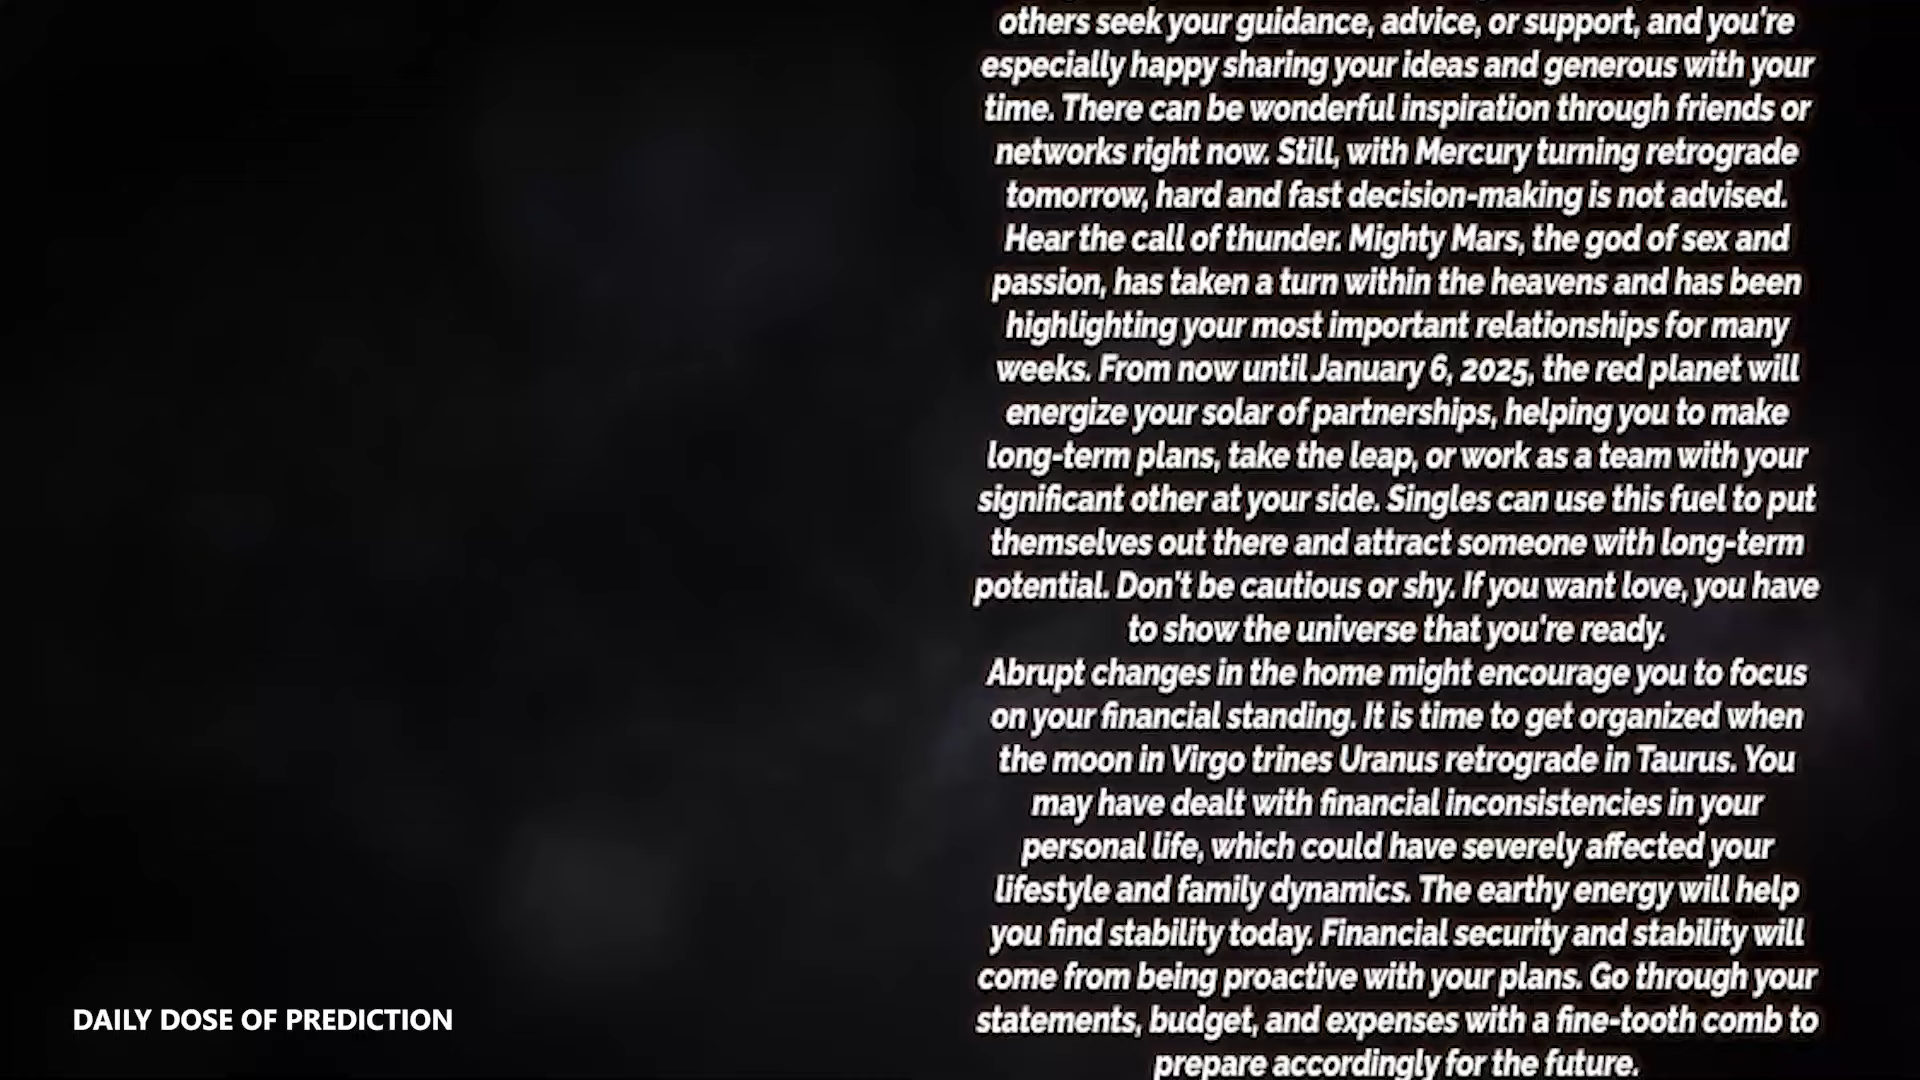 others seek your guidance, advice, or support, and you're
especially happy sharing your ideas and generous with your
time. There can be wonderful inspiration through friends or
networks right now. Still, with Mercury turning retrograde
tomorrow, hard and fast decision-making is not advised.
Hear the call of thunder. Mighty Mars, the god of sex and
passion, has taken a turn within the heavens and has been
highlighting your most important relationships for many
weeks. From now until January 6, 2025, the red planet will
energize your solar of partnerships, helping you to make
long-term plans, take the leap, or work as a team with your
significant other at your side. Singles can use this fuel to put
themselves out there and attract someone with long-term
potential. Don't be cautious or shy. If you want love, you have
to show the universe that you're ready.
Abrupt changes in the home might encourage you to focus
on your financial standing. It is time to get organized when
the moon in Virgo trines Uranus retrograde in Taurus. You
may have dealt with financial inconsistencies in your
personal life, which could have severely affected your
lifestyle and family dynamics. The earthy energy will help
you find stability today. Financial security and stability will
come from being proactive with your plans. Go through your
statements, budget, and expenses with a fine-tooth comb to
prepare accordingly for the future.
DAILY DOSE OF PREDICTION